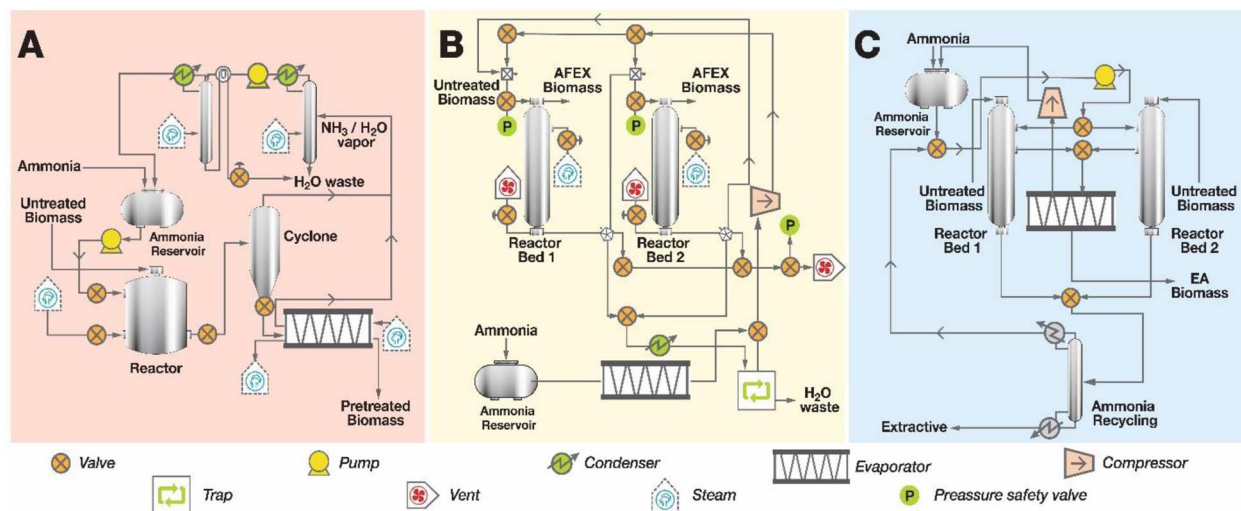 A
NH3 / H2O
vapor
Ammonia
H2O waste
Untreated
Biomass
Ammonia
Reservoir
Cyclone
Reactor
Pretreated
Biomass
B
Untreated
Biomass
AFEX
Biomass
AFEX
Biomass
P
P
Reactor
Bed 1
Reactor
Bed 2
P
Ammonia
Ammonia
Reservoir
H2O
waste
C
Ammonia
Ammonia
Reservoir
Untreated
Biomass
Untreated
Biomass
Reactor
Bed 1
Reactor
Bed 2
EA
Biomass
Ammonia
Recycling
Extractive
Valve
Pump
Condenser
Evaporator
Compressor
Trap
Vent
Steam
P
Preassure safety valve